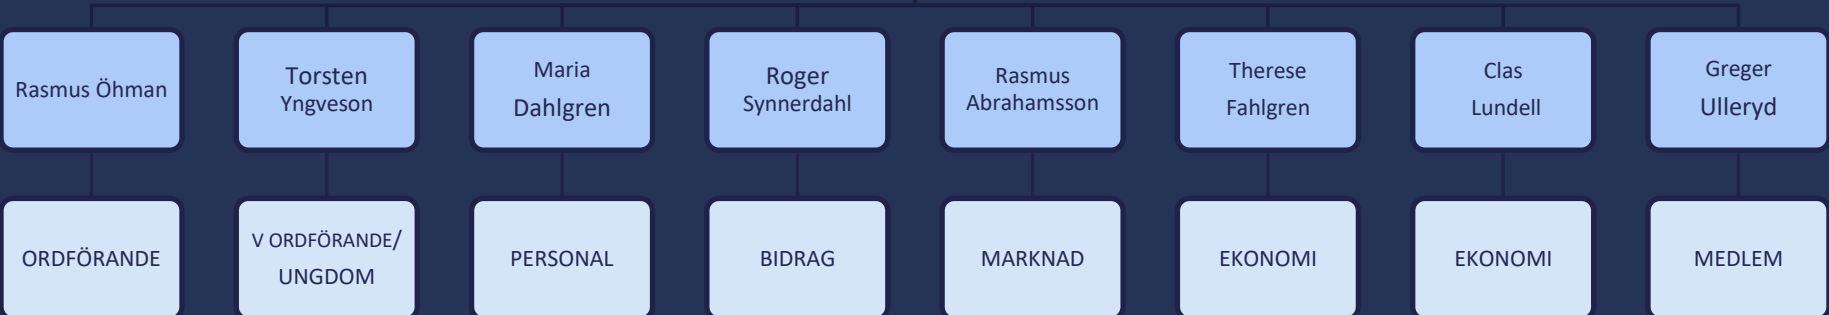 Rasmus Öhman
Torsten
Yngveson
Maria
Dahlgren
Roger
Synnerdahl
Rasmus
Abrahamsson
Therese
Fahlgren
Clas
Lundell
Greger
Ulleryd
ORDFÖRANDE
V ORDFÖRANDE/
UNGDOM
PERSONAL
BIDRAG
MARKNAD
EKONOMI
EKONOMI
MEDLEM